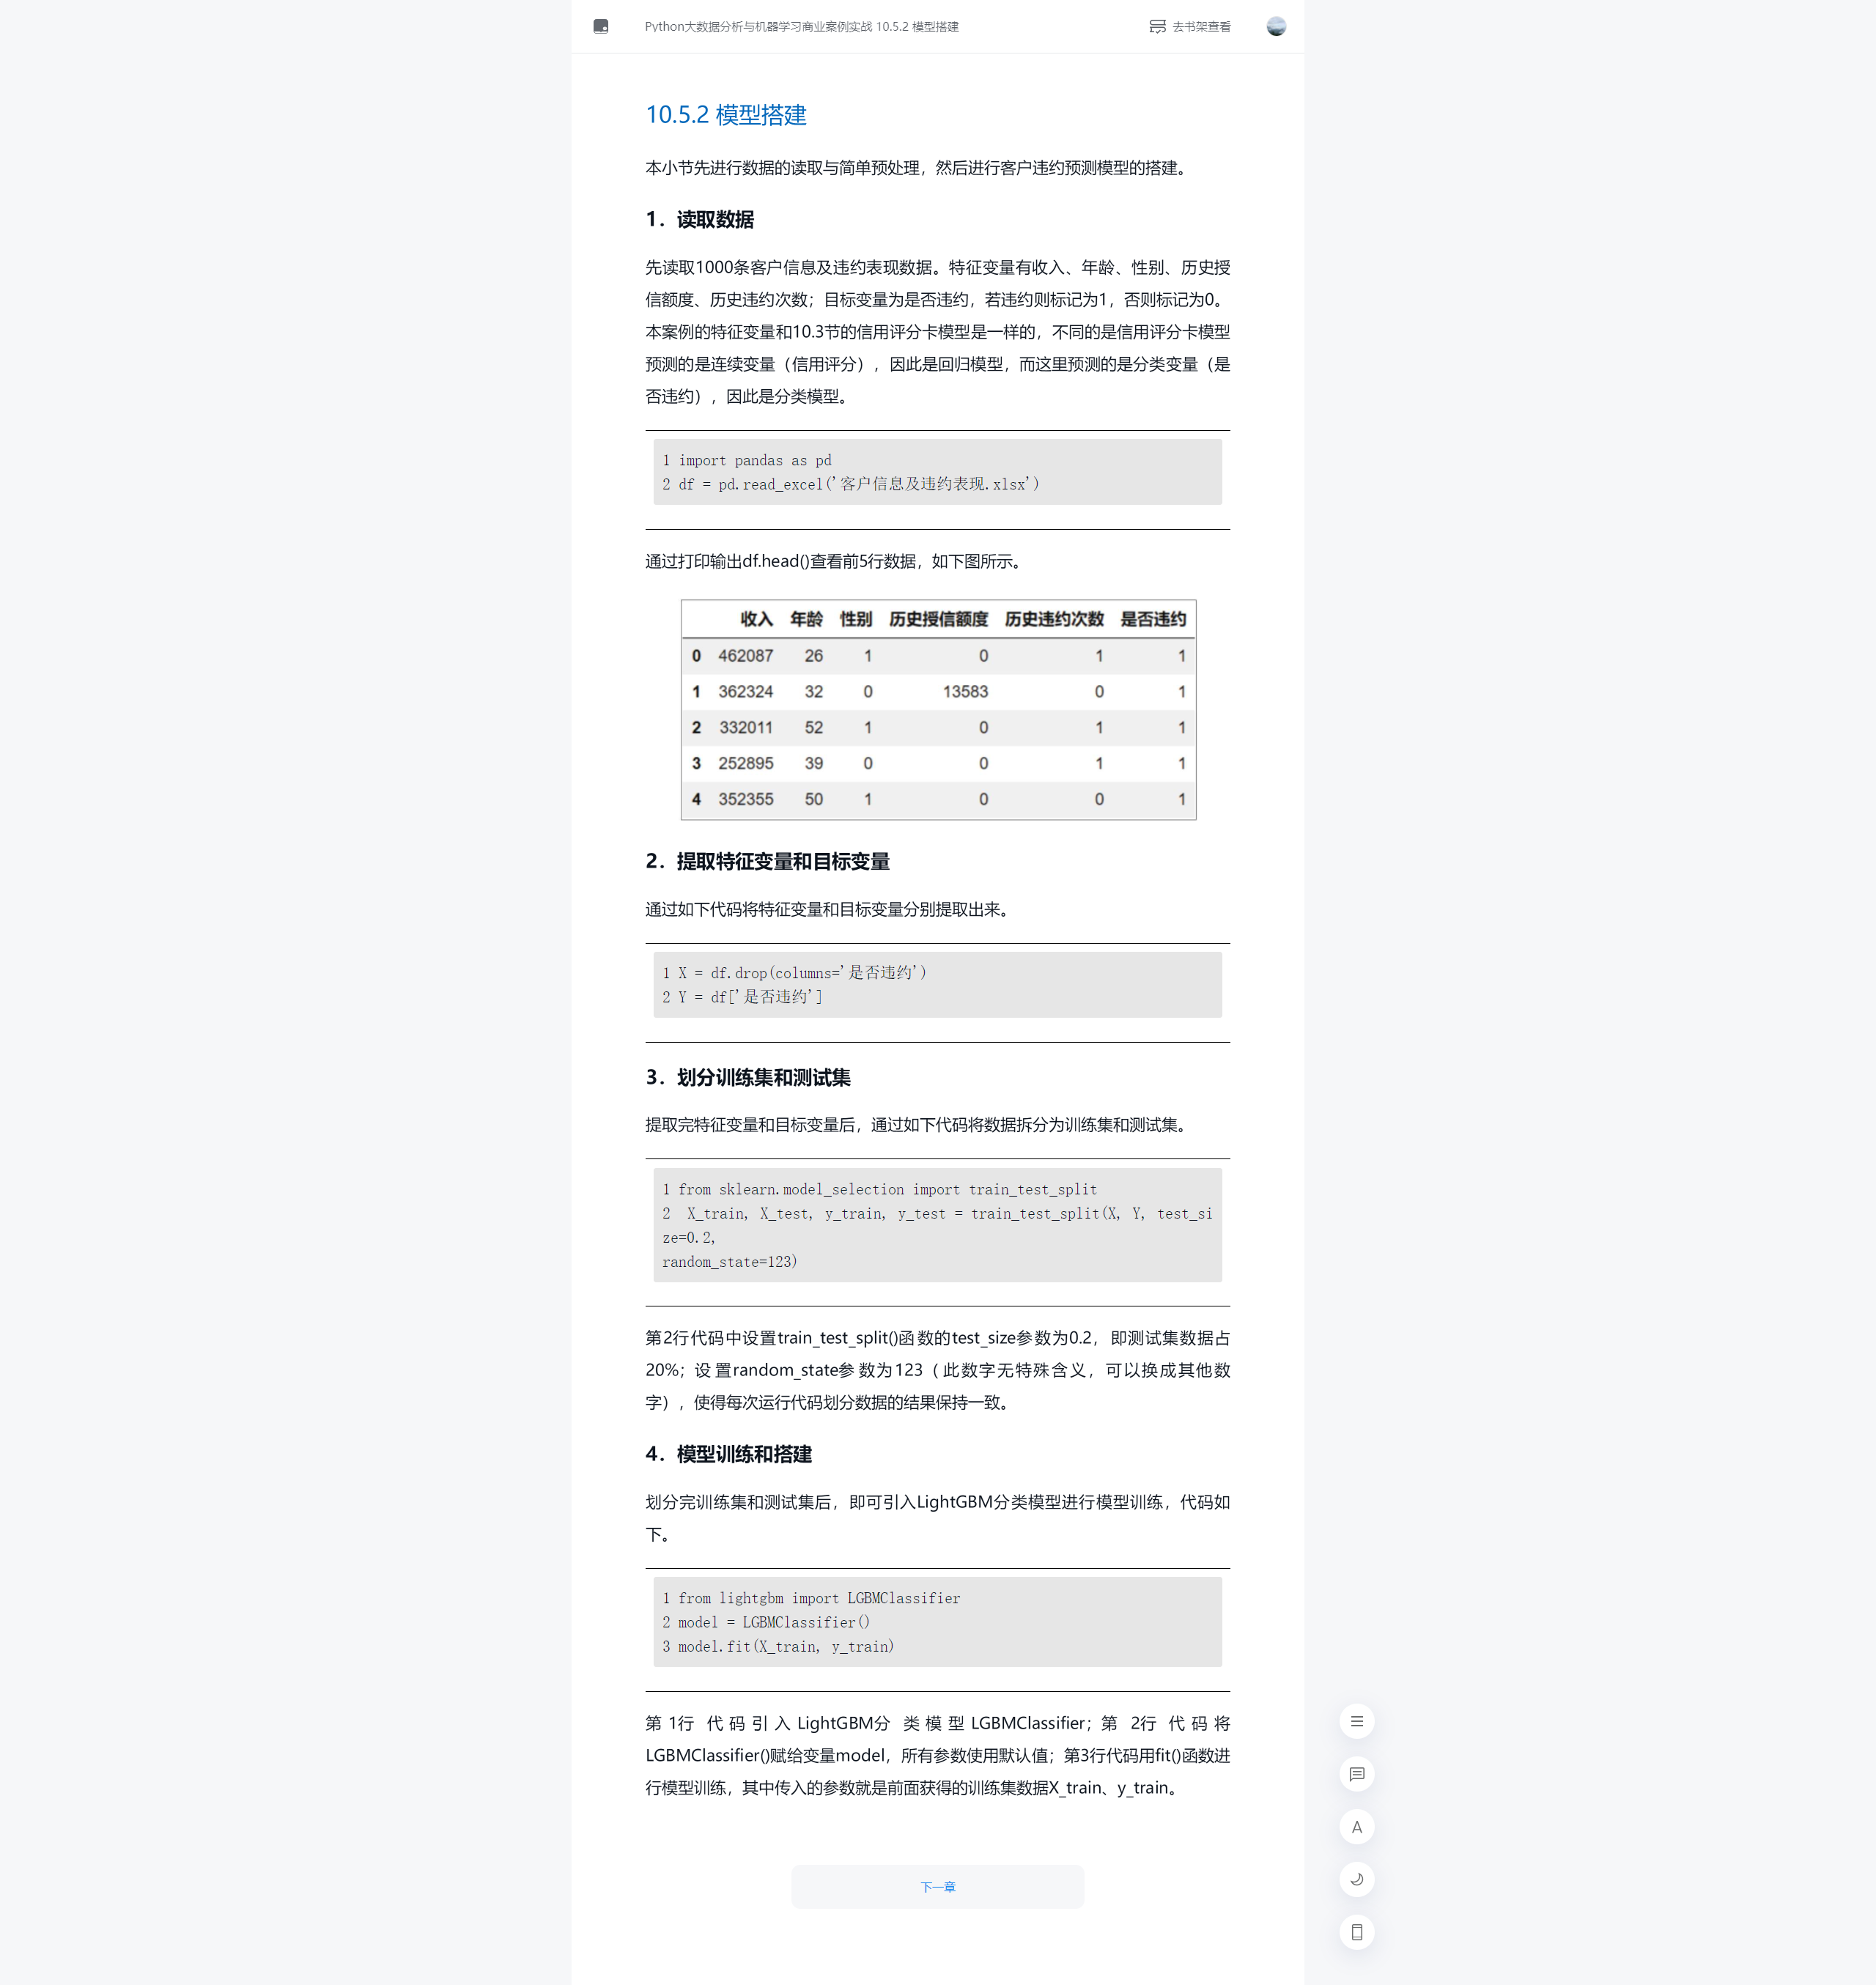 Python大数据分析与机器学习商业案例实战 10.5.2 模型搭建
去书架查看
10.5.2 模型搭建
本小节先进行数据的读取与简单预处理，然后进行客户违约预测模型的搭建。
1．读取数据
先读取1000条客户信息及违约表现数据。特征变量有收入、年龄、性别、历史授
信额度、历史违约次数；目标变量为是否违约，若违约则标记为1，否则标记为0。
本案例的特征变量和10.3节的信用评分卡模型是一样的，不同的是信用评分卡模型
预测的是连续变量（信用评分），因此是回归模型，而这里预测的是分类变量（是
否违约），因此是分类模型。
1 import pandas as pd
2 df = pd.read_excel('客户信息及违约表现.xlsx')
通过打印输出df.head()查看前5行数据，如下图所示。
收入 年龄 性别 历史授信额度 历史违约次数 是否违约
0 462087 26 1 0 1 1
1 362324 32 0 13583 0 1
2 332011 52 1 0 1 1
3 252895 39 0 0 1 1
4 352355 50 1 0 0 1
2．提取特征变量和目标变量
通过如下代码将特征变量和目标变量分别提取出来。
1 X = df.drop(columns='是否违约')
2 Y = df['是否违约']
3．划分训练集和测试集
提取完特征变量和目标变量后，通过如下代码将数据拆分为训练集和测试集。
1 from sklearn.model_selection import train_test_split
2 X_train, X_test, y_train, y_test = train_test_split(X, Y, test_si
ze=0.2,
random_state=123)
第2行代码中设置train_test_split()函数的test_size参数为0.2，即测试集数据占
20%；设置random_state参数为123（此数字无特殊含义，可以换成其他数
字），使得每次运行代码划分数据的结果保持一致。
4．模型训练和搭建
划分完训练集和测试集后，即可引入LightGBM分类模型进行模型训练，代码如
下。
1 from lightgbm import LGBMClassifier
2 model = LGBMClassifier()
3 model.fit(X_train, y_train)
第1行代码引入LightGBM分类模型LGBMClassifier；第2行代码将
LGBMClassifier()赋给变量model，所有参数使用默认值；第3行代码用fit()函数进
行模型训练，其中传入的参数就是前面获得的训练集数据X_train、y_train。
A
下一章